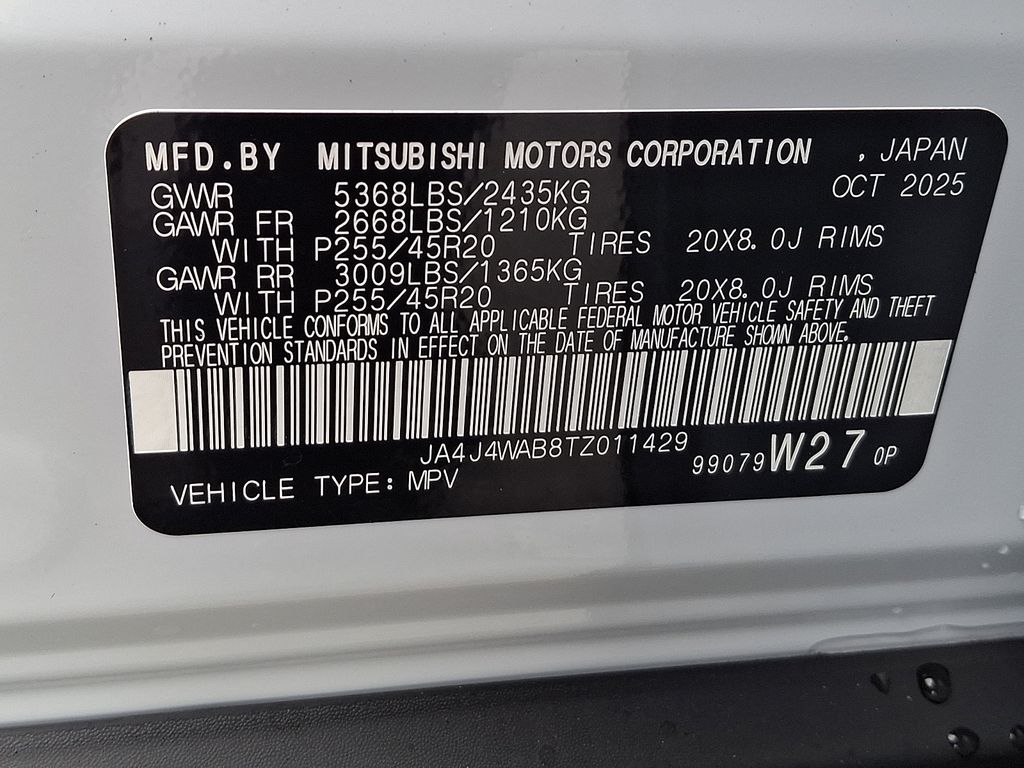 MFD.BY MITSUBISHI MOTORS CORPORATION , JAPAN
OCT 2025
GVWR 5368LBS/2435KG
GAWR FR 2668LBS/1210KG
WITH P255/45R20 TIRES 20X8.0J RIMS
GAWR RR 3009LBS/1365KG
WITH P255/45R20 TIRES 20X8.0J RIMS
THIS VEHICLE CONFORMS TO ALL APPLICABLE FEDERAL MOTOR VEHICLE SAFETY AND THEFT
PREVENTION STANDARDS IN EFFECT ON THE DATE OF MANUFACTURE SHOWN ABOVE.
JA4J4WAB8TZ011429
99079 W27 0P
VEHICLE TYPE: MPV